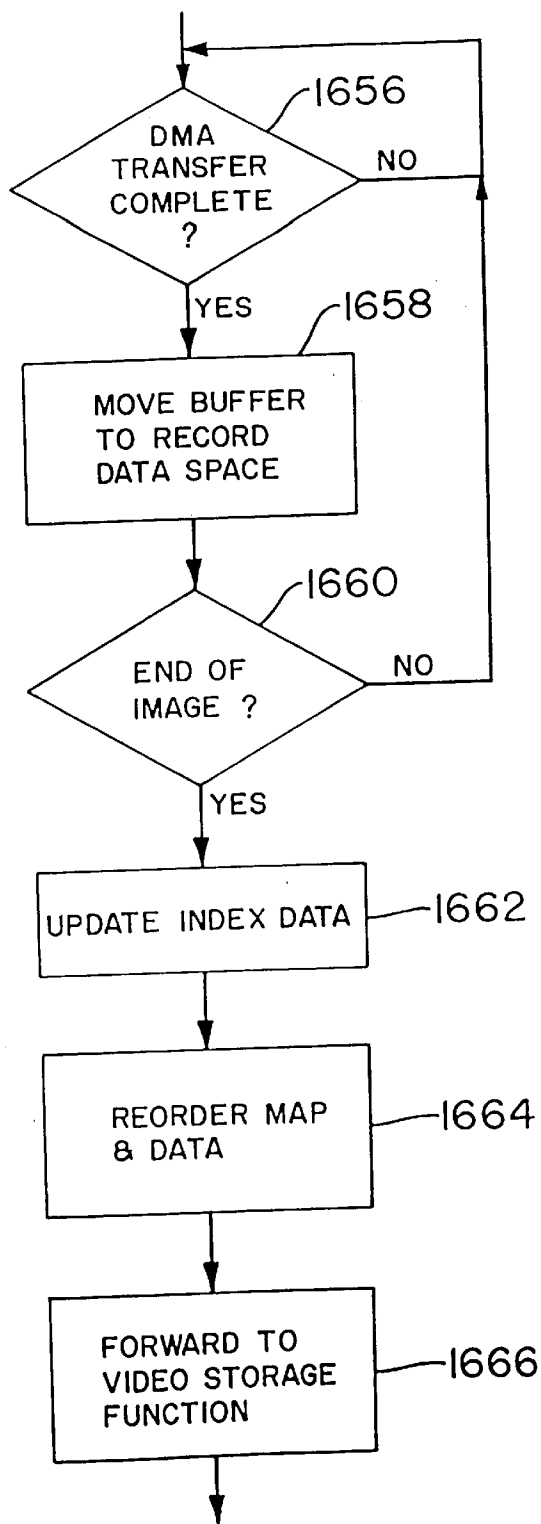 1656
DMA
TRANSFER
COMPLETE
?
NO
YES
1658
MOVE BUFFER
TO RECORD
DATA SPACE
1660
END OF
IMAGE ?
NO
YES
UPDATE INDEX DATA
1662
REORDER MAP
& DATA
1664
FORWARD TO
VIDEO STORAGE
FUNCTION
1666